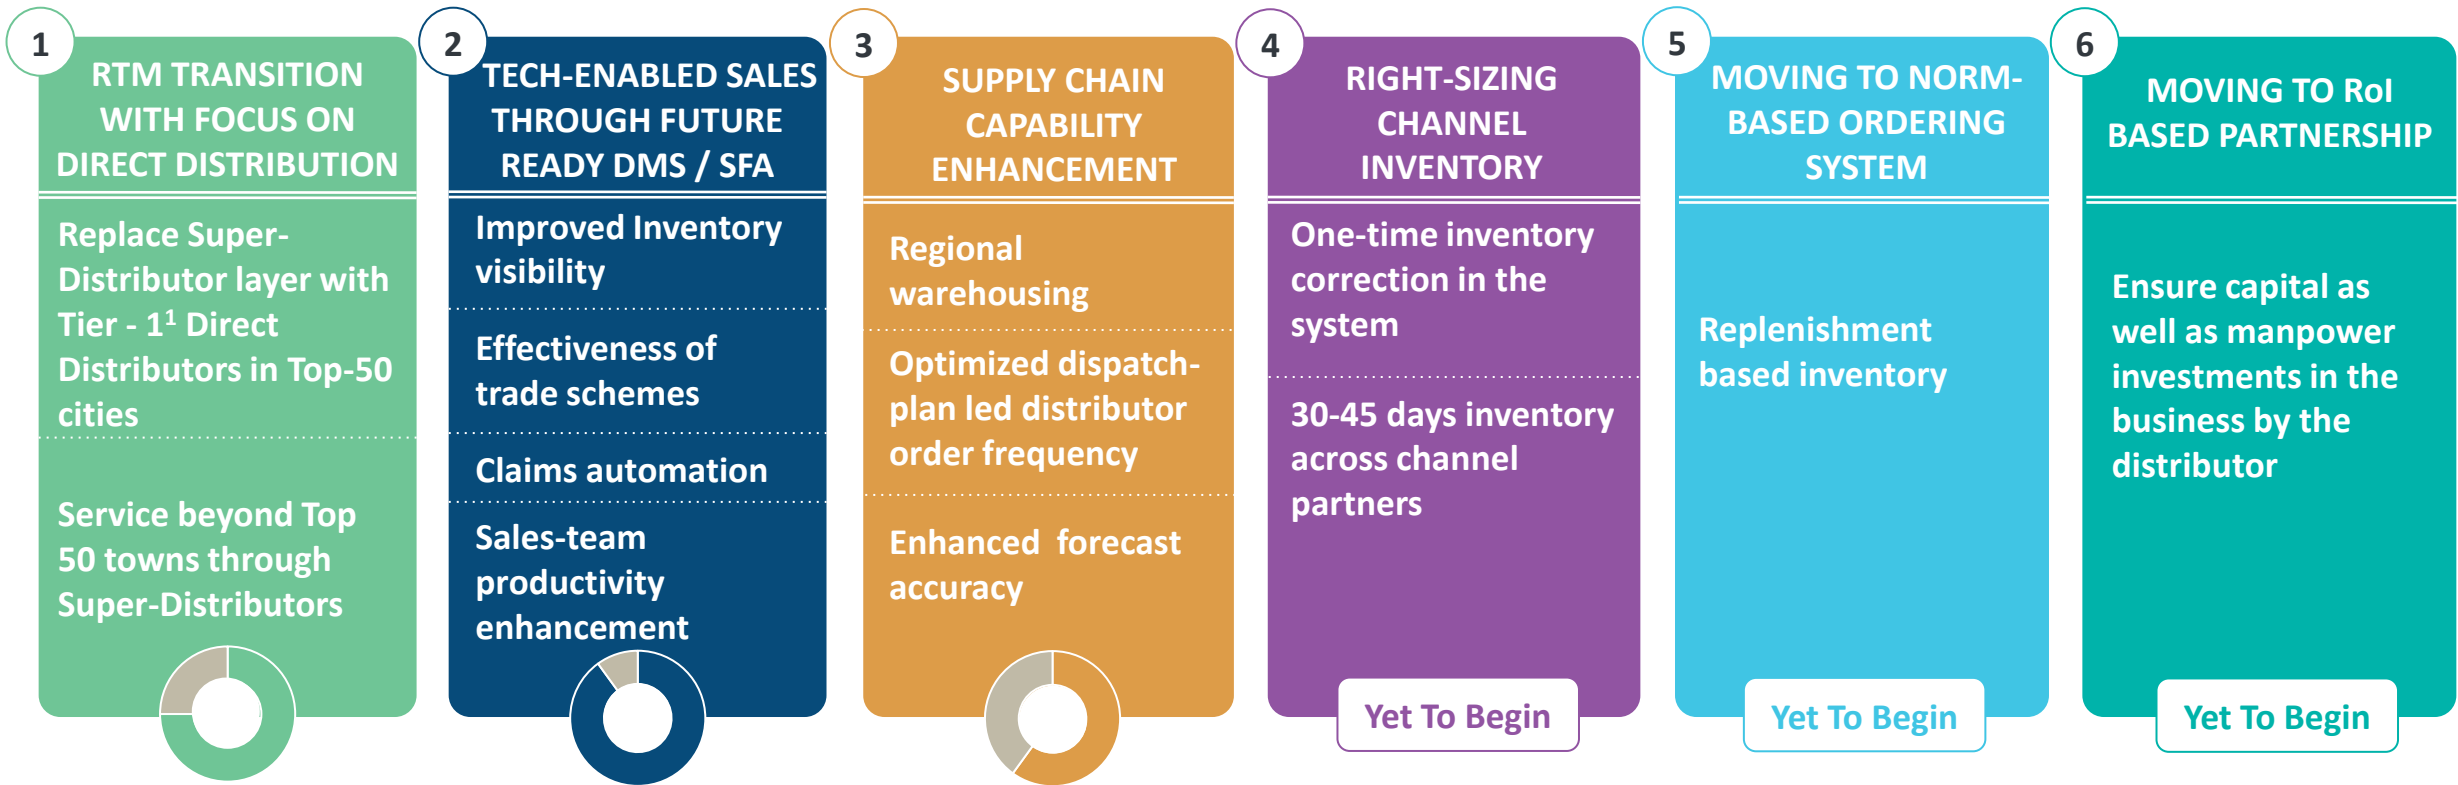 1
RTM TRANSITION
WITH FOCUS ON
DIRECT DISTRIBUTION
Replace Super-
Distributor layer with
Tier - 1¹ Direct
Distributors in Top-50
cities
Service beyond Top
50 towns through
Super-Distributors
2
TECH-ENABLED SALES
THROUGH FUTURE
READY DMS / SFA
Improved Inventory
visibility
Effectiveness of
trade schemes
Claims automation
Sales-team
productivity
enhancement
3
SUPPLY CHAIN
CAPABILITY
ENHANCEMENT
Regional
warehousing
Optimized dispatch-
plan led distributor
order frequency
Enhanced  forecast
accuracy
4
RIGHT-SIZING
CHANNEL
INVENTORY
One-time inventory
correction in the
system
30-45 days inventory
across channel
partners
Yet To Begin
5
MOVING TO NORM-
BASED ORDERING
SYSTEM
Replenishment
based inventory
Yet To Begin
6
MOVING TO RoI
BASED PARTNERSHIP
Ensure capital as
well as manpower
investments in the
business by the
distributor
Yet To Begin